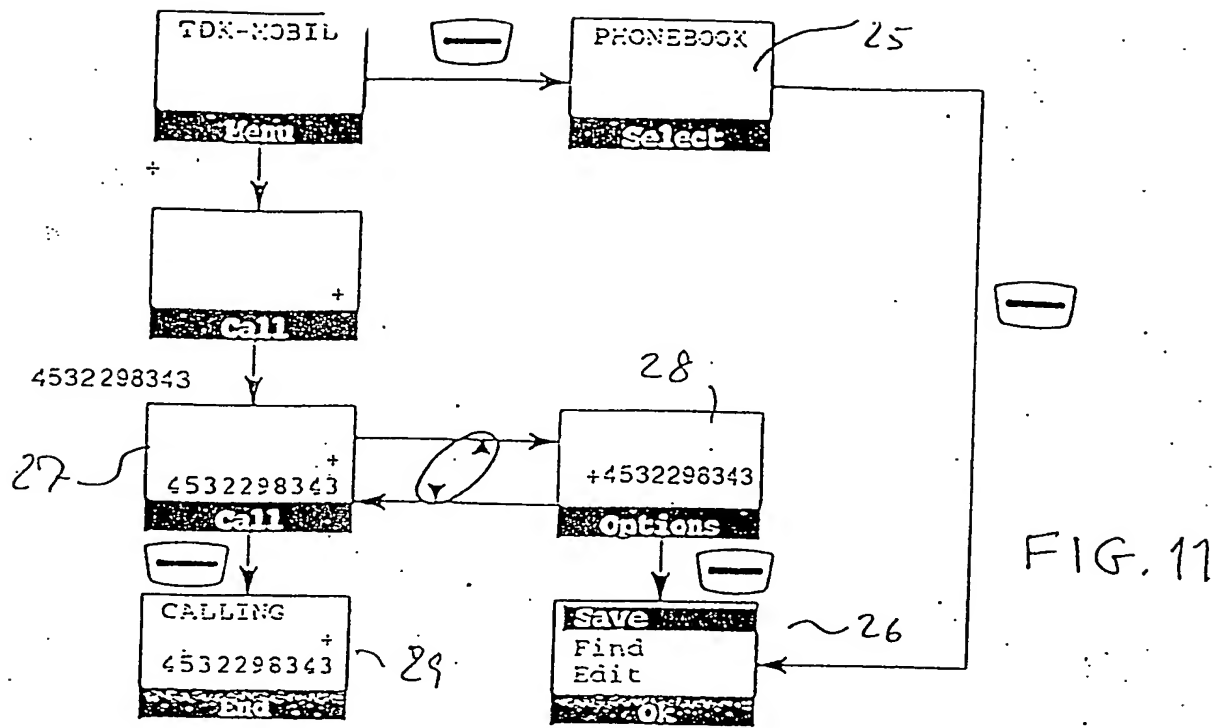 TDK-MOBIL
Menu
PHONEBOOK
Select
25
÷
+
Call
4532298343
27
+
4532298343
Call
28
+4532298343
Options
CALLING
+
4532298343
End
29
Save
Find
Edit
Ok
26
FIG. 11